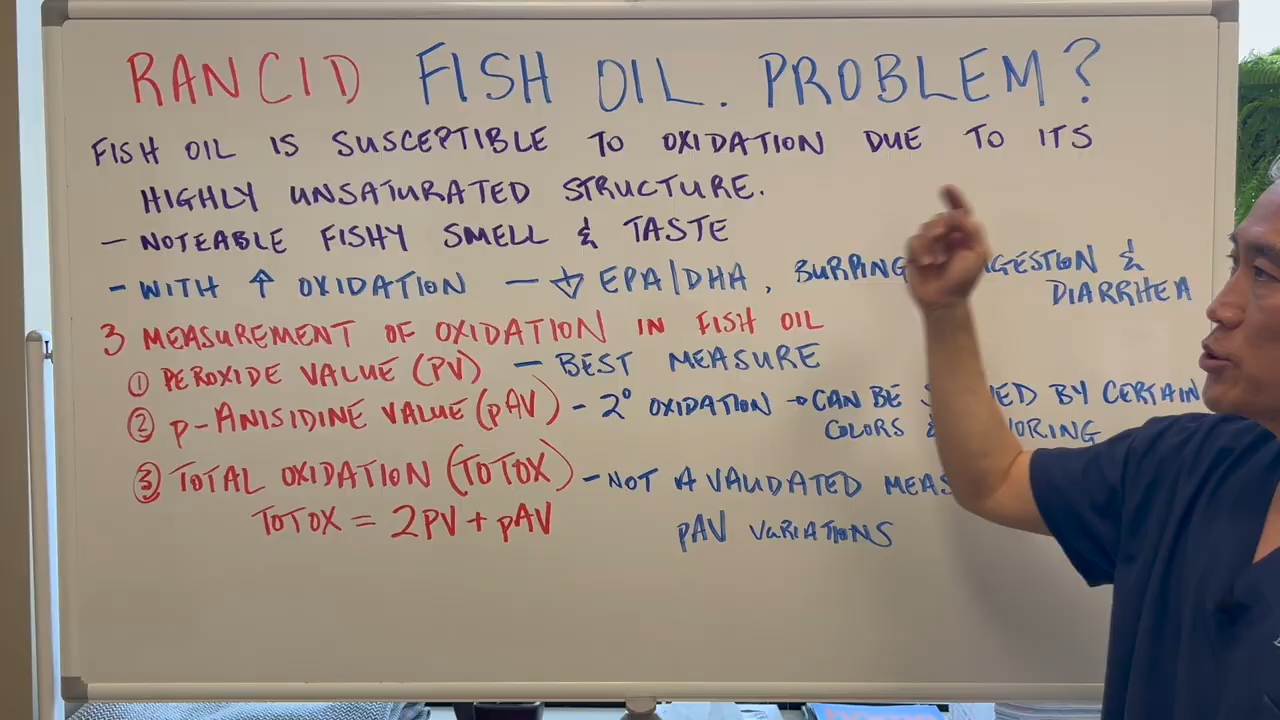 RANCID FISH OIL. PROBLEM?
FISH OIL IS SUSCEPTIBLE TO OXIDATION DUE TO ITS
HIGHLY UNSATURATED STRUCTURE.
- NOTEABLE FISHY SMELL & TASTE
- WITH ↑ OXIDATION - ↓ EPA/DHA, BURPING &
DIARRHEA
3 MEASUREMENT OF OXIDATION IN FISH OIL
① PEROXIDE VALUE (PV) - BEST MEASURE
② p-ANISIDINE VALUE (pAV) - 2° OXIDATION → CAN BE BY CERTAIN
COLORS
③ TOTAL OXIDATION (TOTOX) - NOT A VALIDATED
TOTOX = 2PV + pAV
pAV VARIATIONS